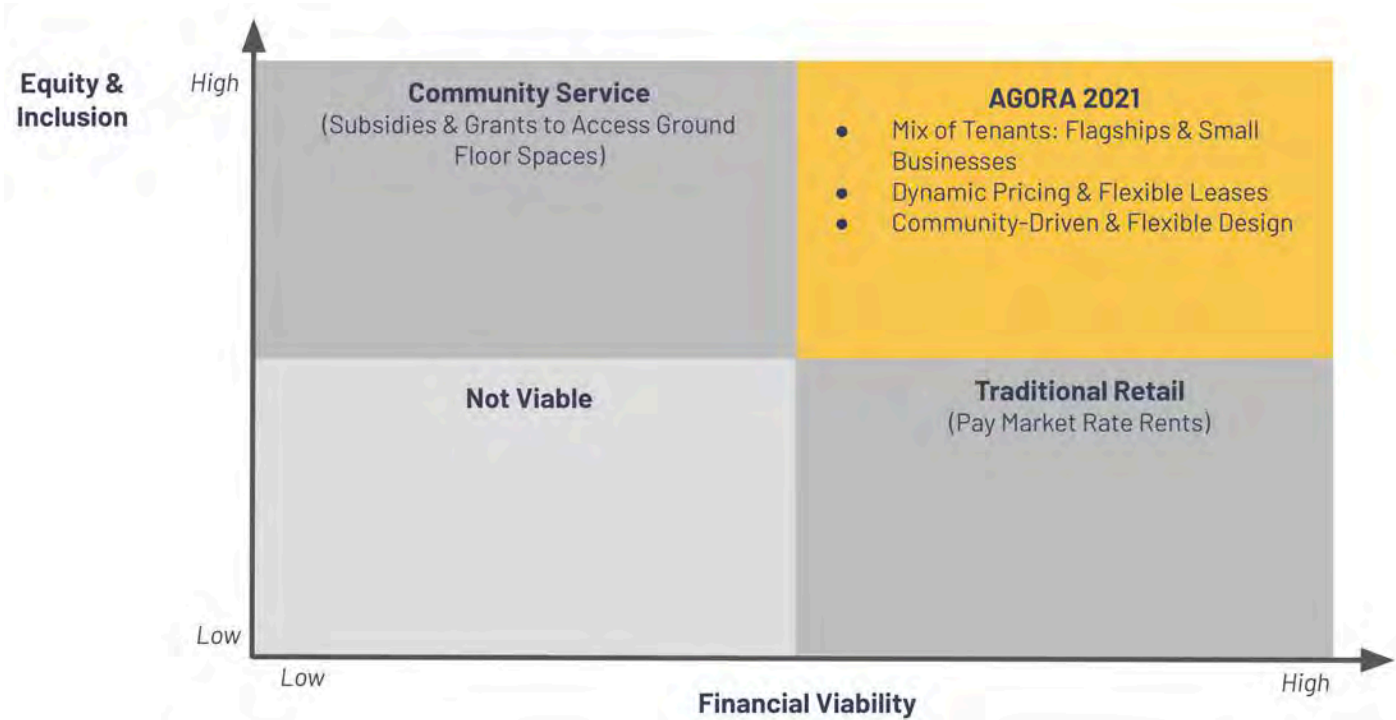 Equity &
Inclusion
High
Community Service
(Subsidies & Grants to Access Ground
Floor Spaces)
AGORA 2021
● Mix of Tenants: Flagships & Small
Businesses
● Dynamic Pricing & Flexible Leases
● Community-Driven & Flexible Design
Not Viable
Traditional Retail
(Pay Market Rate Rents)
Low
Low
High
Financial Viability